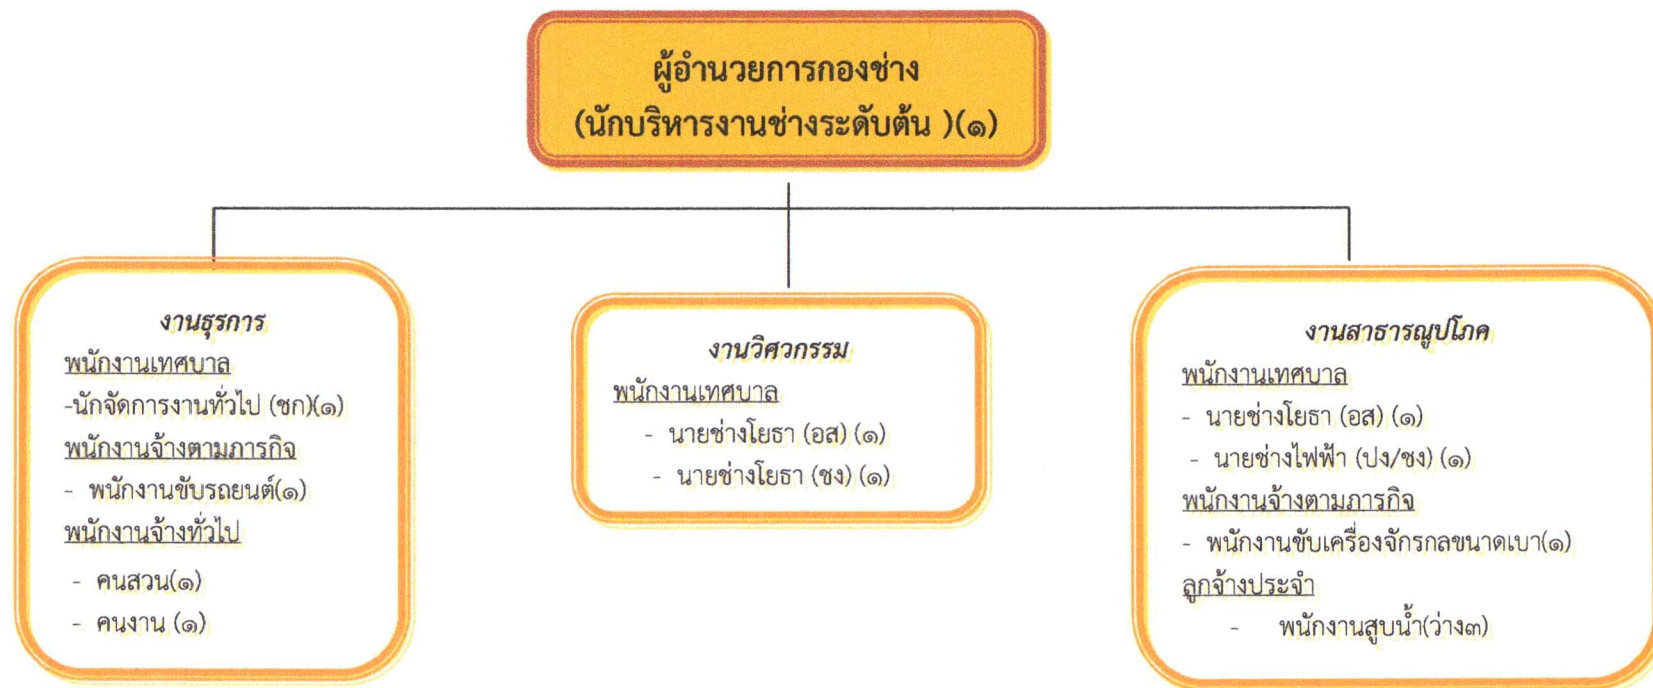 ผู้อำนวยการกองช่าง
(นักบริหารงานช่างระดับต้น )(๑)
งานธุรการ
พนักงานเทศบาล
-นักจัดการงานทั่วไป (ชก)(๑)
พนักงานจ้างตามภารกิจ
- พนักงานขับรถยนต์(๑)
พนักงานจ้างทั่วไป
- คนสวน(๑)
- คนงาน (๑)
งานวิศวกรรม
พนักงานเทศบาล
- นายช่างโยธา (อส) (๑)
- นายช่างโยธา (ชง) (๑)
งานสาธารณูปโภค
พนักงานเทศบาล
- นายช่างโยธา (อส) (๑)
- นายช่างไฟฟ้า (ปง/ชง) (๑)
พนักงานจ้างตามภารกิจ
- พนักงานขับเครื่องจักรกลขนาดเบา(๑)
ลูกจ้างประจำ
- พนักงานสูบน้ำ(ว่าง๓)